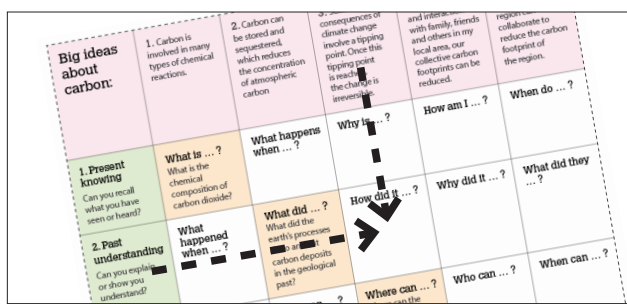 Big ideas
about
carbon:
1. Carbon is
involved in many
types of chemical
reactions.
2. Carbon can
be stored and
sequestered,
which reduces
the concentration
of atmospheric
carbon
consequences of
climate change
involve a tipping
point. Once this
tipping point
is reached
the change is
irreversible.
and interac
with family, friends
and others in my
local area, our
collective carbon
footprints can be
reduced.
region ca
collaborate to
reduce the carbon
footprint of
the region.
1. Present
knowing
Can you recall
what you have
seen or heard?
What is ... ?
What is the
chemical
composition of
carbon dioxide?
What happens
when ... ?
Why is ... ?
How am I ... ?
When do ... ?
2. Past
understanding
Can you explain
or show you
understand?
What
happened
when ... ?
What did ... ?
What did the
earth's processes
carbon deposits
in the geological
past?
How did it ... ?
Why did it ... ?
What did they
... ?
Where can ... ?
Who can ... ?
When can ... ?